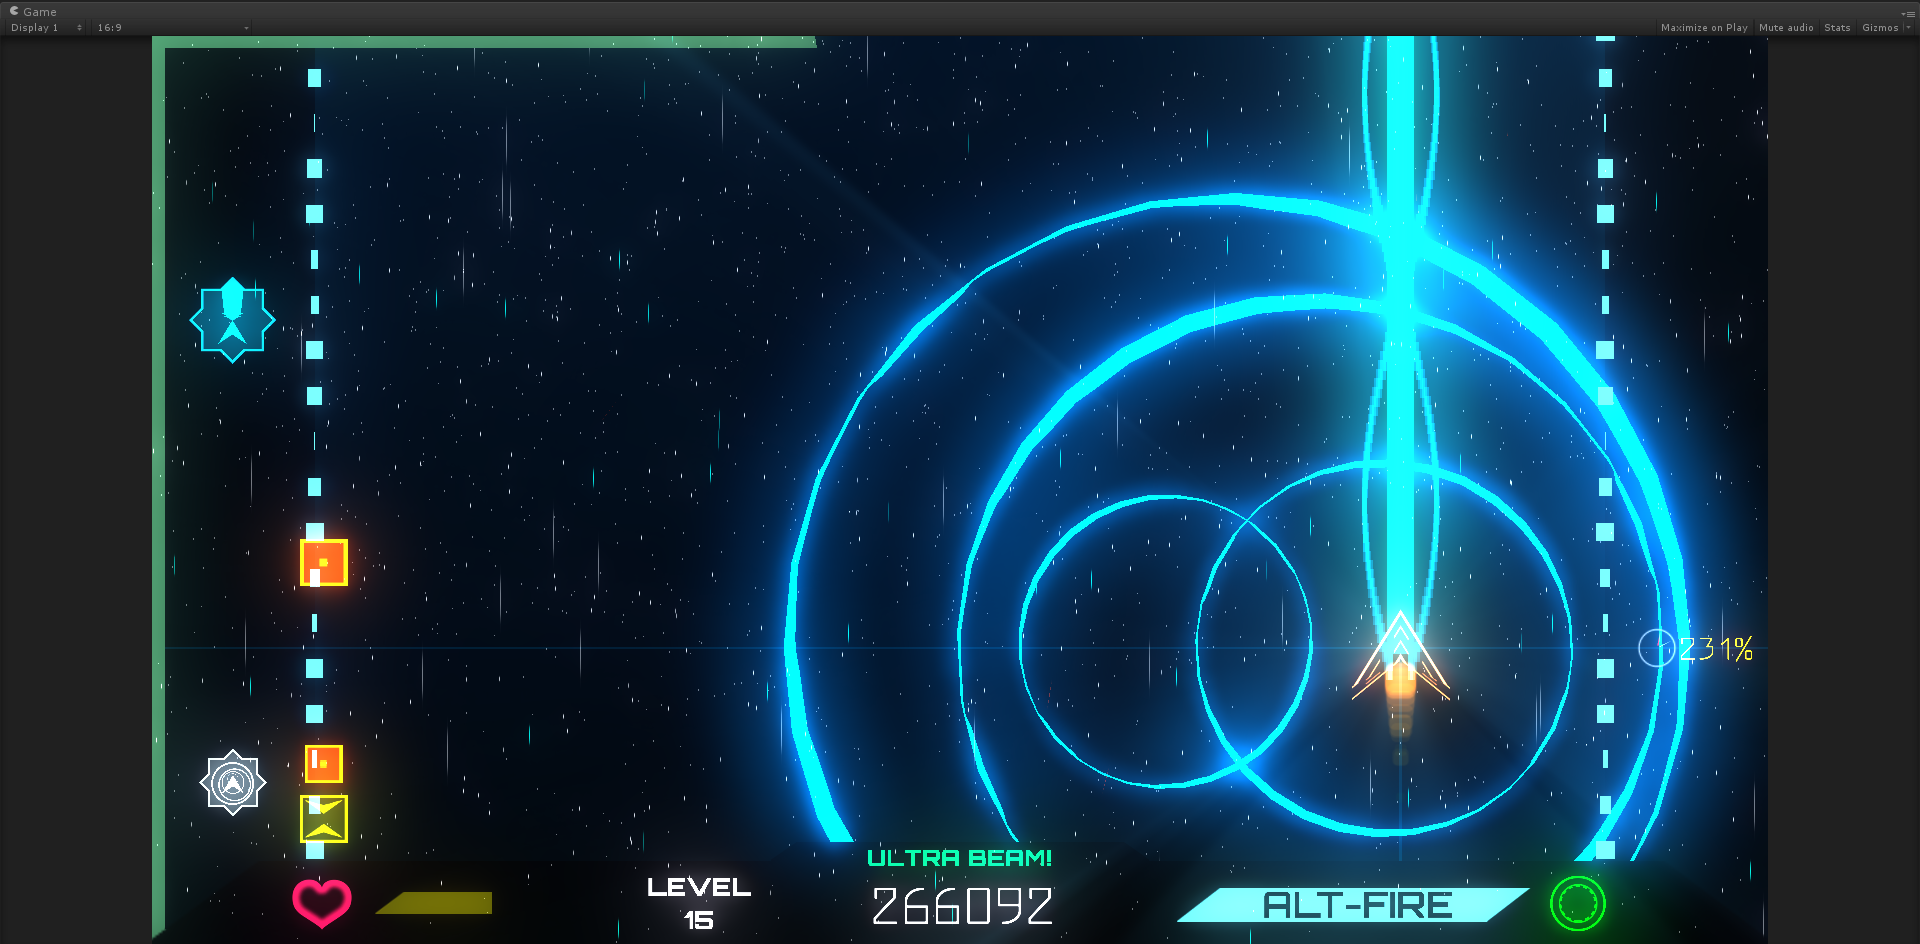 Game
Display 1 16:9 Maximize on Play Mute audio Stats Gizmos
231%
ULTRA BEAM!
LEVEL
15
266092
ALT-FIRE